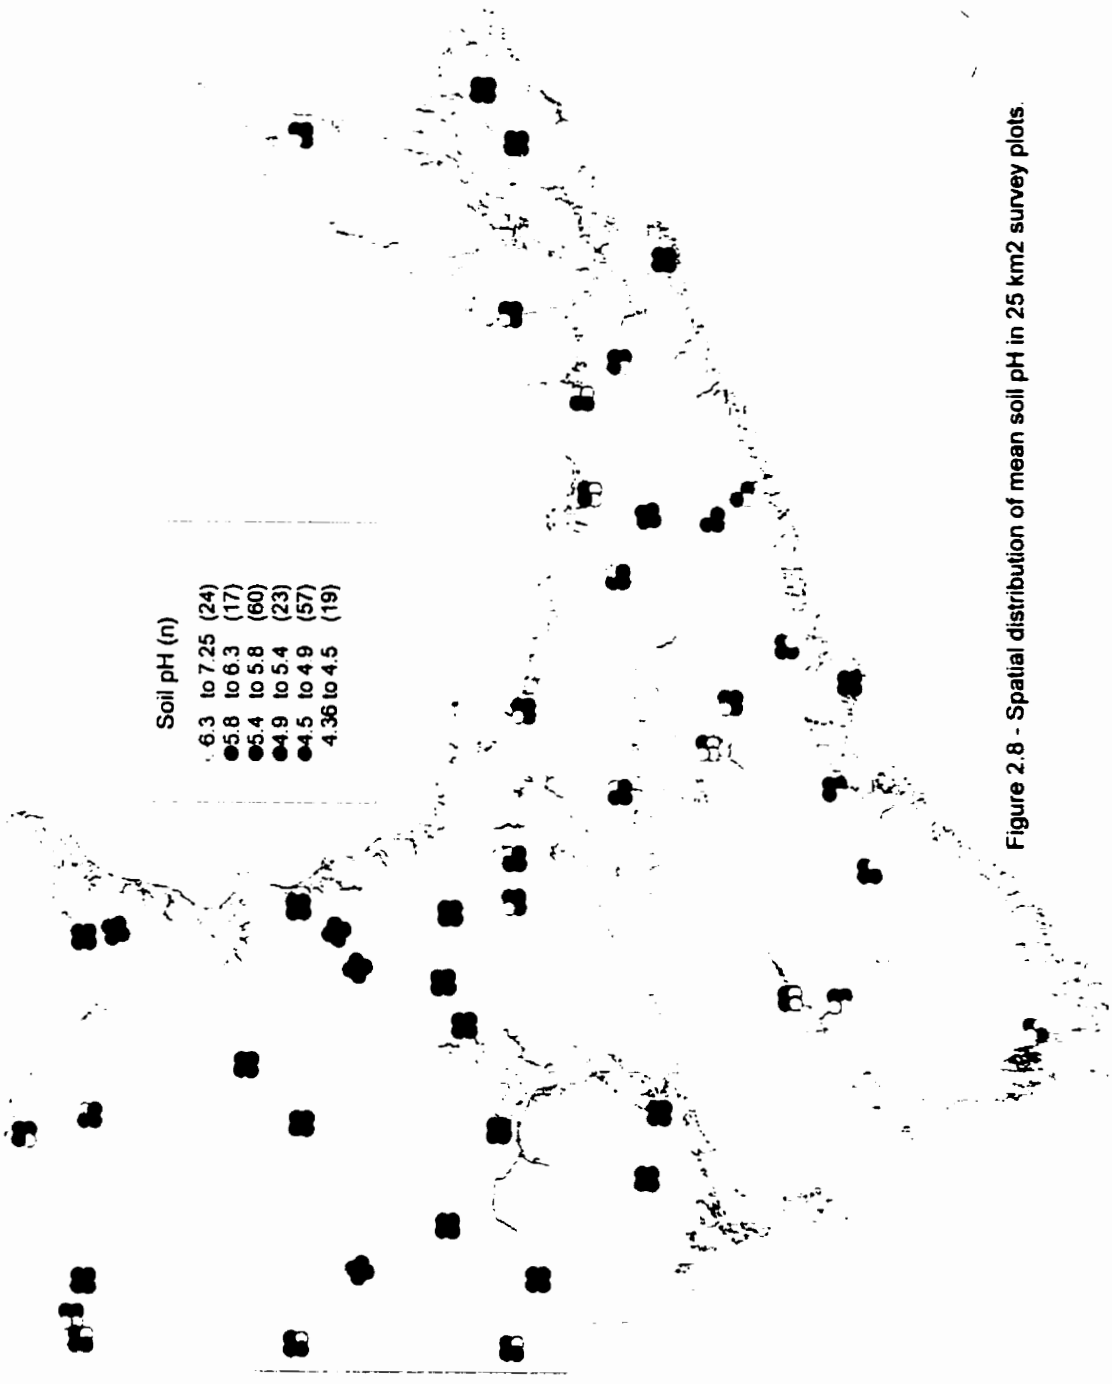 Soil pH (n)
6.3 to 7.25 (24)
5.8 to 6.3 (17)
5.4 to 5.8 (60)
4.9 to 5.4 (23)
4.5 to 4.9 (57)
4.36 to 4.5 (19)
Figure 2.8 - Spatial distribution of mean soil pH in 25 km2 survey plots.